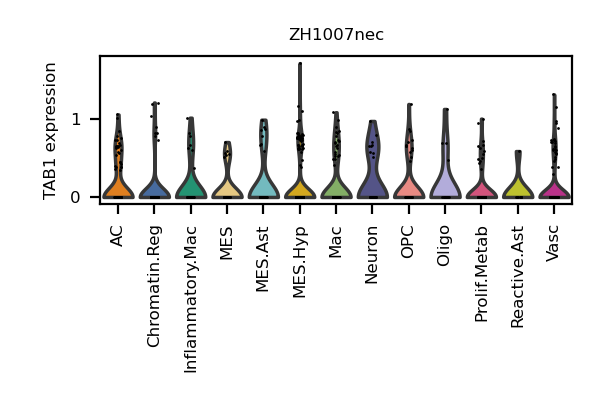 ZH1007nec
TAB1 expression
1
0
AC
Chromatin.Reg
Inflammatory.Mac
MES
MES.Ast
MES.Hyp
Mac
Neuron
OPC
Oligo
Prolif.Metab
Reactive.Ast
Vasc